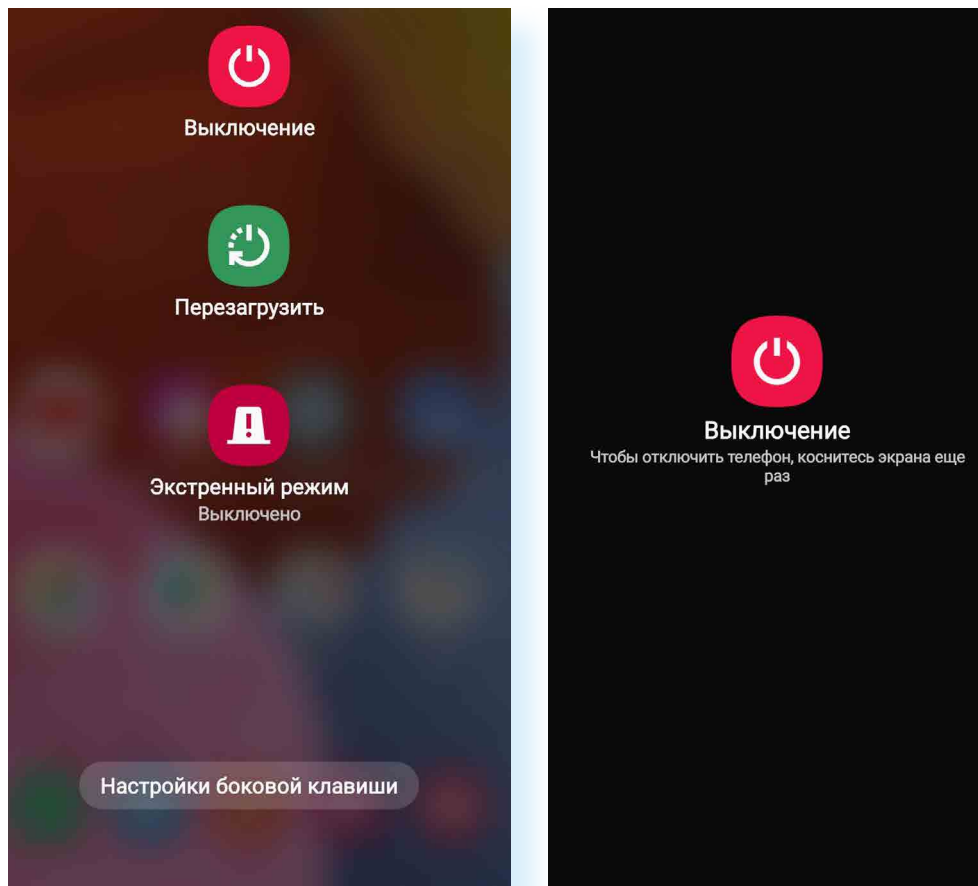 Выключение
Перезагрузить
Экстренный режим
Выключено
Настройки боковой клавиши
Выключение
Чтобы отключить телефон, коснитесь экрана еще
раз